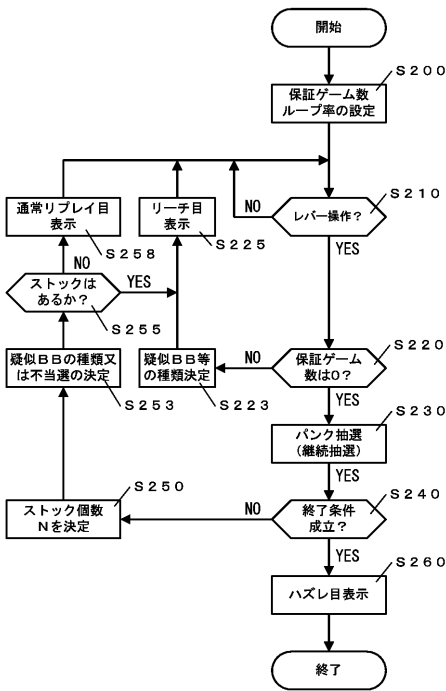 開始
S200
保証ゲーム数
ループ率の設定
通常リプレイ目
表示
リーチ目
表示
NO
レバー操作?
S210
S258
S225
YES
NO
ストックは
あるか?
YES
S255
疑似BBの種類又
は不当選の決定
疑似BB等
の種類決定
NO
保証ゲーム
数は0?
S220
S253
S223
YES
S230
パンク抽選
(継続抽選)
YES
S250
ストック個数
Nを決定
NO
終了条件
成立?
S240
YES
S260
ハズレ目表示
終了